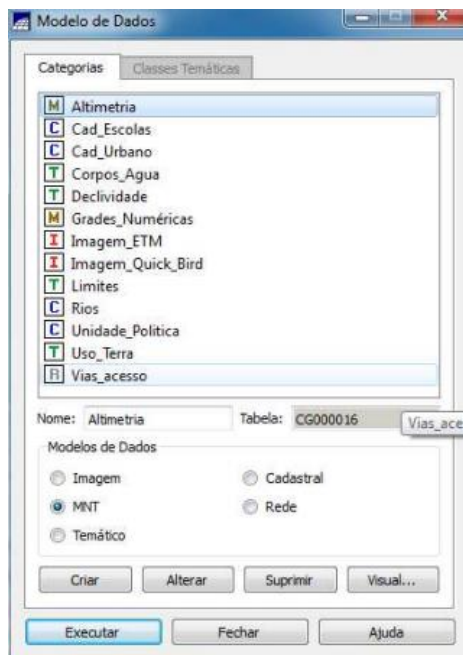 Modelo de Dados
Categorias Classes Temáticas
M Altimetria
C Cad_Escolas
C Cad_Urbano
T Corpos_Agua
T Declividade
M Grades_Numéricas
I Imagem_ETM
I Imagem_Quick_Bird
T Limites
C Rios
C Unidade_Política
T Uso_Terra
R Vias_acesso
Nome: Altimetria Tabela: CG000016 Vias_ace
Modelos de Dados
Imagem Cadastral
MNT Rede
Temático
Criar Alterar Suprimir Visual...
Executar Fechar Ajuda